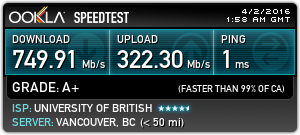 OOKLA SPEEDTEST
4/2/2016
1:58 AM GMT
DOWNLOAD UPLOAD PING
749.91 Mb/s 322.30 Mb/s 1 ms
GRADE: A+ (FASTER THAN 99% OF CA)
ISP: UNIVERSITY OF BRITISH
SERVER: VANCOUVER, BC (< 50 mi)